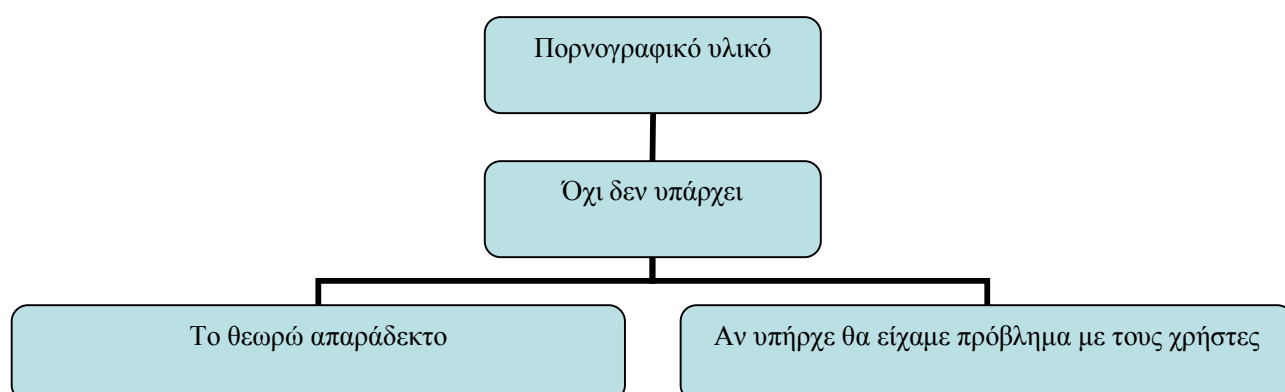 Πορνογραφικό υλικό
Όχι δεν υπάρχει
Το θεωρώ απαράδεκτο
Αν υπήρχε θα είχαμε πρόβλημα με τους χρήστες